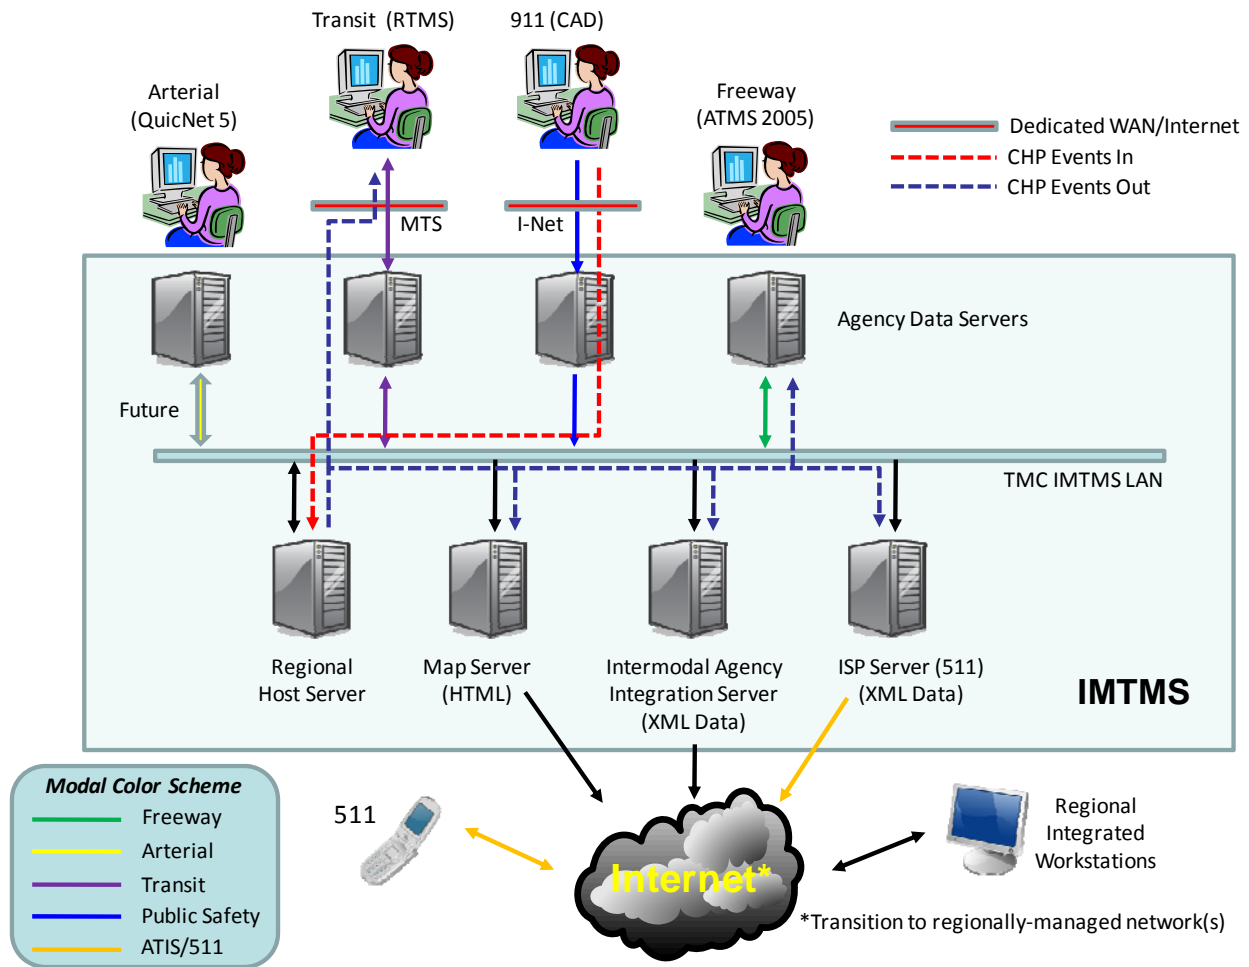 Transit (RTMS)
911 (CAD)
Arterial
(QuicNet 5)
Freeway
(ATMS 2005)
Dedicated WAN/Internet
CHP Events In
CHP Events Out
MTS
I-Net
Agency Data Servers
Future
TMC IMTMS LAN
Regional
Host Server
Map Server
(HTML)
Intermodal Agency
Integration Server
(XML Data)
ISP Server (511)
(XML Data)
IMTMS
Modal Color Scheme
Freeway
Arterial
Transit
Public Safety
ATIS/511
511
Internet*
Regional
Integrated
Workstations
*Transition to regionally-managed network(s)